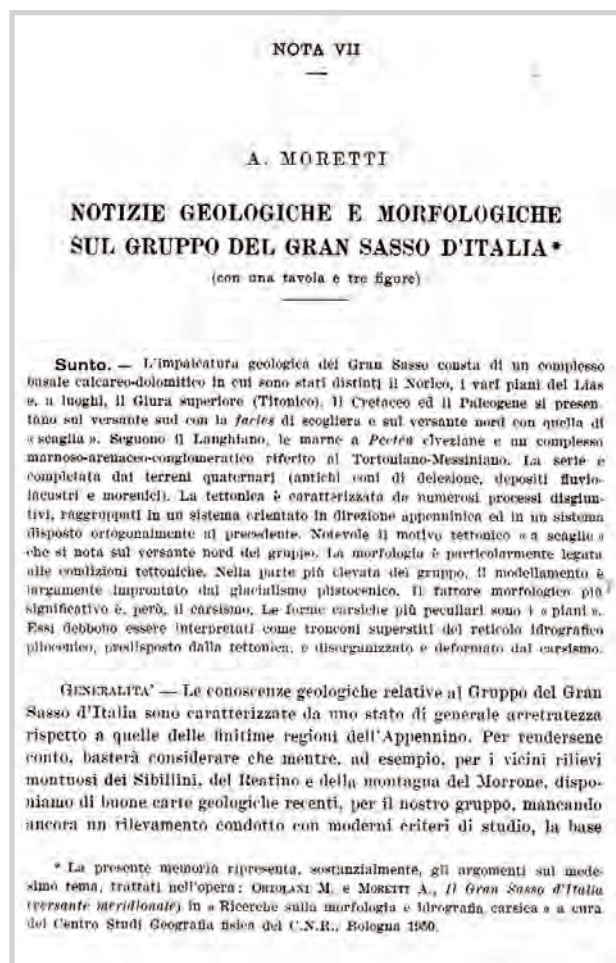 NOTA VII
A. MORETTI
NOTIZIE GEOLOGICHE E MORFOLOGICHE
SUL GRUPPO DEL GRAN SASSO D'ITALIA*
(con una tavola e tre figure)
Sunto. — L'impalcatura geologica del Gran Sasso consta di un complesso
basale calcareo-dolomitico in cui sono stati distinti il Norico, i vari piani del Lias
e, a luoghi, il Giura superiore (Titonico). Il Cretaceo ed il Paleogene si presen-
tano sul versante sud con la facies di scogliera e sul versante nord con quella di
« scaglia ». Seguono il Langhiano, le marne a Pecten elveziane e un complesso
marnoso-arenaceo-conglomeratico riferito al Tortoniano-Messiniano. La serie è
completata dai terreni quaternari (antichi coni di deiezione, depositi fluvio-
lacustri e morenici). La tettonica è caratterizzata da numerosi processi disgiun-
tivi, raggruppati in un sistema orientato in direzione appenninica ed in un sistema
disposto ortogonalmente al precedente. Notevole il motivo tettonico « a scaglie »
che si nota sul versante nord del gruppo. La morfologia è particolarmente legata
alle condizioni tettoniche. Nella parte più elevata del gruppo, il modellamento è
largamente improntato dal glacialismo plistocenico. Il fattore morfologico più
significativo è, però, il carsismo. Le forme carsiche più peculiari sono i « piani ».
Essi debbono essere interpretati come tronconi superstiti del reticolo idrografico
pliocenico, predisposto dalla tettonica, e disorganizzato e deformato dal carsismo.
GENERALITA' — Le conoscenze geologiche relative al Gruppo del Gran
Sasso d'Italia sono caratterizzate da uno stato di generale arretratezza
rispetto a quelle delle finitime regioni dell'Appennino. Per rendersene
conto, basterà considerare che mentre, ad esempio, per i vicini rilievi
montuosi dei Sibillini, del Reatino e della montagna del Morrone, dispo-
niamo di buone carte geologiche recenti, per il nostro gruppo, mancando
ancora un rilevamento condotto con moderni criteri di studio, la base
* La presente memoria ripresenta, sostanzialmente, gli argomenti sul mede-
simo tema, trattati nell'opera: ORTOLANI M. e MORETTI A., Il Gran Sasso d'Italia
(versante meridionale) in « Ricerche sulla morfologia e idrografia carsica » a cura
del Centro Studi Geografia fisica del C.N.R., Bologna 1950.